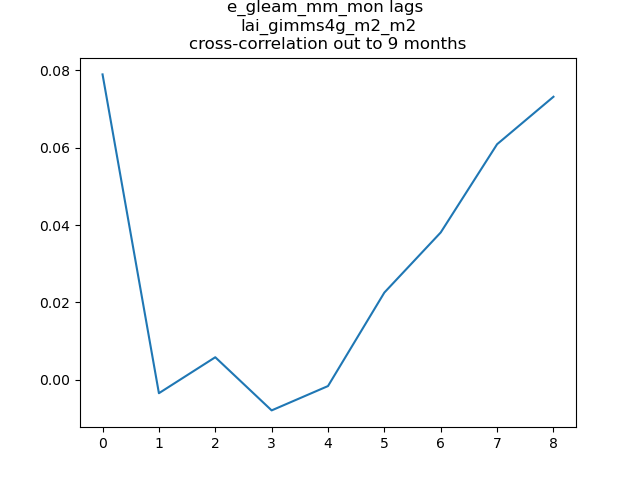 e_gleam_mm_mon lags
lai_gimms4g_m2_m2
cross-correlation out to 9 months
0.08
0.06
0.04
0.02
0.00
0 1 2 3 4 5 6 7 8